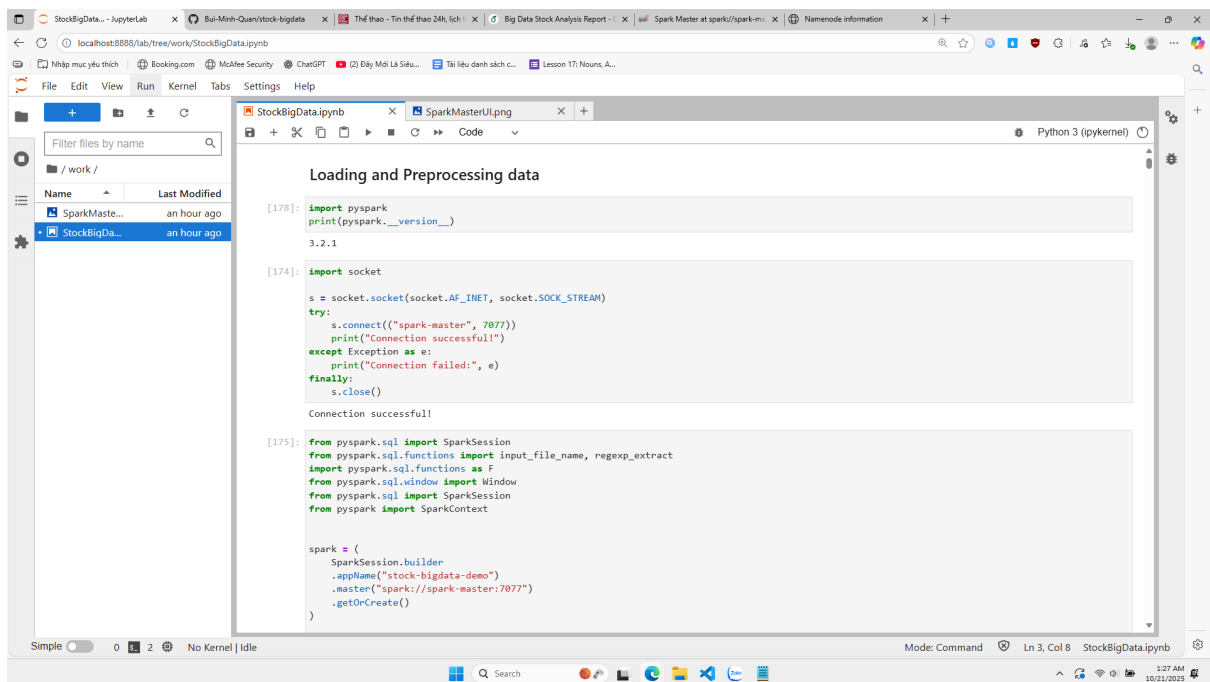 StockBigData... - JupyterLab
Bui-Minh-Quan/stock-bigdata
Thể thao - Tin thể thao 24h, lịch t
Big Data Stock Analysis Report - C
Spark Master at spark://spark-ma
Namenode information
localhost:8888/lab/tree/work/StockBigData.ipynb
Nhập mục yêu thích
Booking.com
McAfee Security
ChatGPT
(2) Đây Mới Là Siêu...
Tài liệu danh sách c...
Lesson 17: Nouns, A...
File Edit View Run Kernel Tabs Settings Help
StockBigData.ipynb
SparkMasterUI.png
Filter files by name
Code
Python 3 (ipykernel)
/ work /
Name
Last Modified
SparkMaste... an hour ago
StockBigDa... an hour ago
Loading and Preprocessing data
[178]: import pyspark
print(pyspark.__version__)
3.2.1
[174]: import socket
s = socket.socket(socket.AF_INET, socket.SOCK_STREAM)
try:
s.connect(("spark-master", 7077))
print("Connection successful!")
except Exception as e:
print("Connection failed:", e)
finally:
s.close()
Connection successful!
[175]: from pyspark.sql import SparkSession
from pyspark.sql.functions import input_file_name, regexp_extract
import pyspark.sql.functions as F
from pyspark.sql.window import Window
from pyspark.sql import SparkSession
from pyspark import SparkContext
spark = (
SparkSession.builder
.appName("stock-bigdata-demo")
.master("spark://spark-master:7077")
.getOrCreate()
)
Simple 0 2 No Kernel | Idle
Mode: Command Ln 3, Col 8 StockBigData.ipynb
Search
Zalo
1:27 AM
10/21/2025